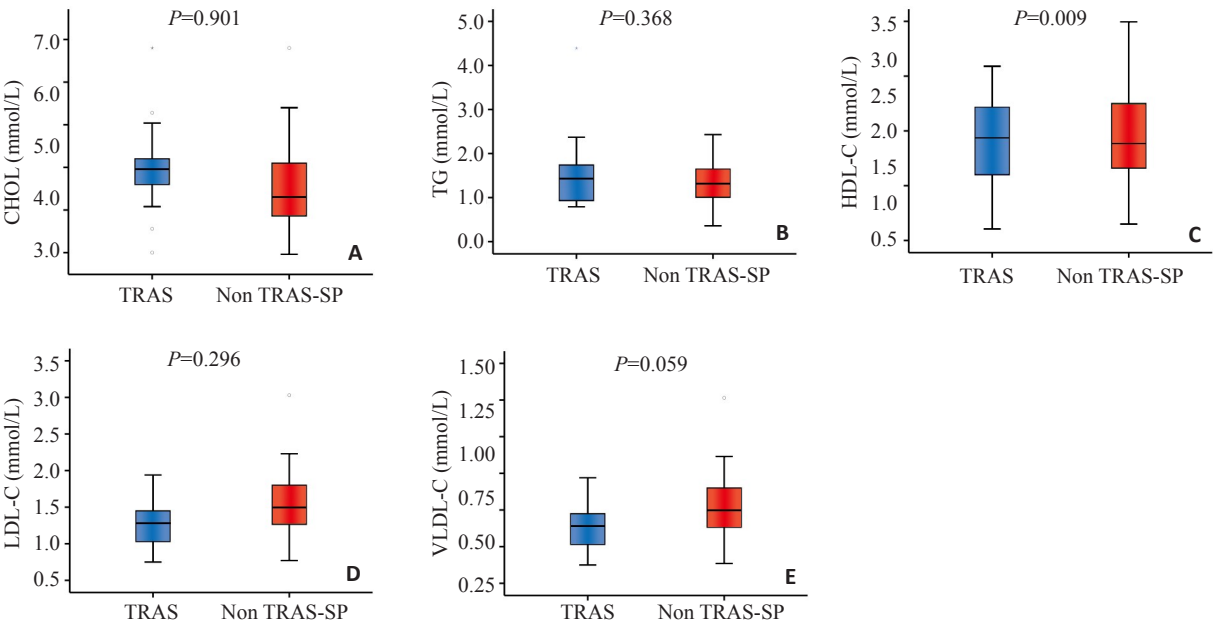 P=0.901
CHOL (mmol/L)
7.0
6.0
5.0
4.0
3.0
A
TRAS
Non TRAS-SP
P=0.368
TG (mmol/L)
5.0
4.0
3.0
2.0
1.0
0.0
B
TRAS
Non TRAS-SP
P=0.009
HDL-C (mmol/L)
3.5
3.0
2.5
2.0
1.5
1.0
0.5
C
TRAS
Non TRAS-SP
P=0.296
LDL-C (mmol/L)
3.5
3.0
2.5
2.0
1.5
1.0
0.5
D
TRAS
Non TRAS-SP
P=0.059
VLDL-C (mmol/L)
1.50
1.25
1.00
0.75
0.50
0.25
E
TRAS
Non TRAS-SP